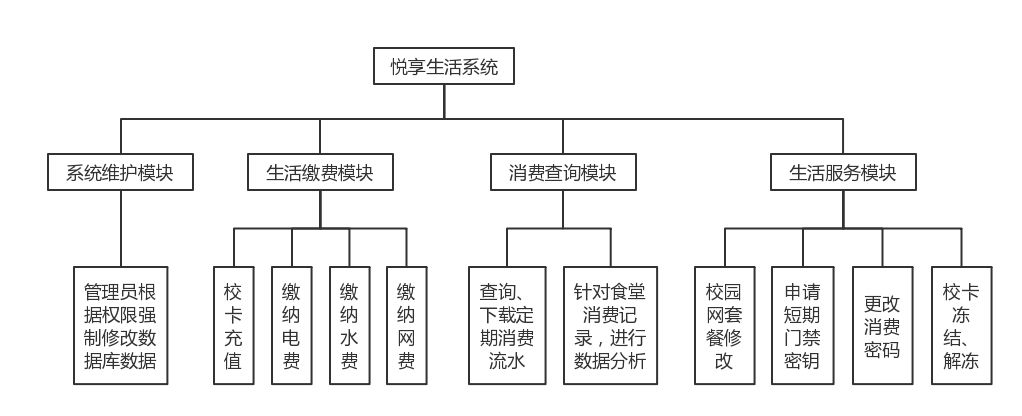 悦享生活系统
系统维护模块
生活缴费模块
消费查询模块
生活服务模块
管理员根
据权限强
制修改数
据库数据
校
卡
充
值
缴
纳
电
费
缴
纳
水
费
缴
纳
网
费
查询、
下载定
期消费
流水
针对食堂
消费记
录，进行
数据分析
校园
网套
餐修
改
申请
短期
门禁
密钥
更改
消费
密码
校卡
冻
结、
解冻